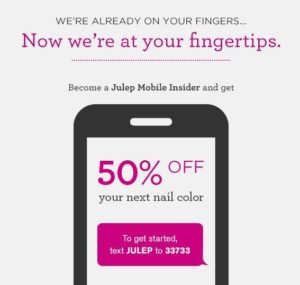 WE'RE ALREADY ON YOUR FINGERS...
Now we're at your fingertips.
Become a Julep Mobile Insider and get
50% OFF
your next nail color
To get started,
text JULEP to 33733